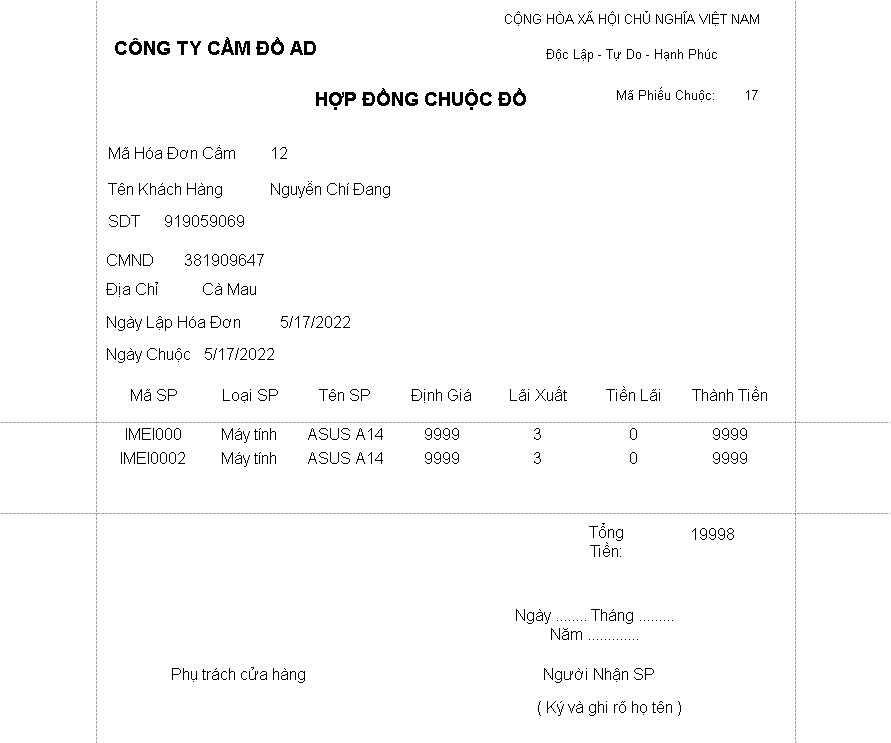 CỘNG HÒA XÃ HỘI CHỦ NGHĨA VIỆT NAM
CÔNG TY CẦM ĐỒ AD
Độc Lập - Tự Do - Hạnh Phúc
HỢP ĐỒNG CHUỘC ĐỒ
Mã Phiếu Chuộc: 17
Mã Hóa Đơn Cầm 12
Tên Khách Hàng Nguyễn Chí Đang
SDT 919059069
CMND 381909647
Địa Chỉ Cà Mau
Ngày Lập Hóa Đơn 5/17/2022
Ngày Chuộc 5/17/2022
Mã SP Loại SP Tên SP Định Giá Lãi Xuất Tiền Lãi Thành Tiền
IMEI000 Máy tính ASUS A14 9999 3 0 9999
IMEI0002 Máy tính ASUS A14 9999 3 0 9999
Tổng
Tiền: 19998
Ngày ........ Tháng .........
Năm .............
Phụ trách cửa hàng Người Nhận SP
( Ký và ghi rõ họ tên )